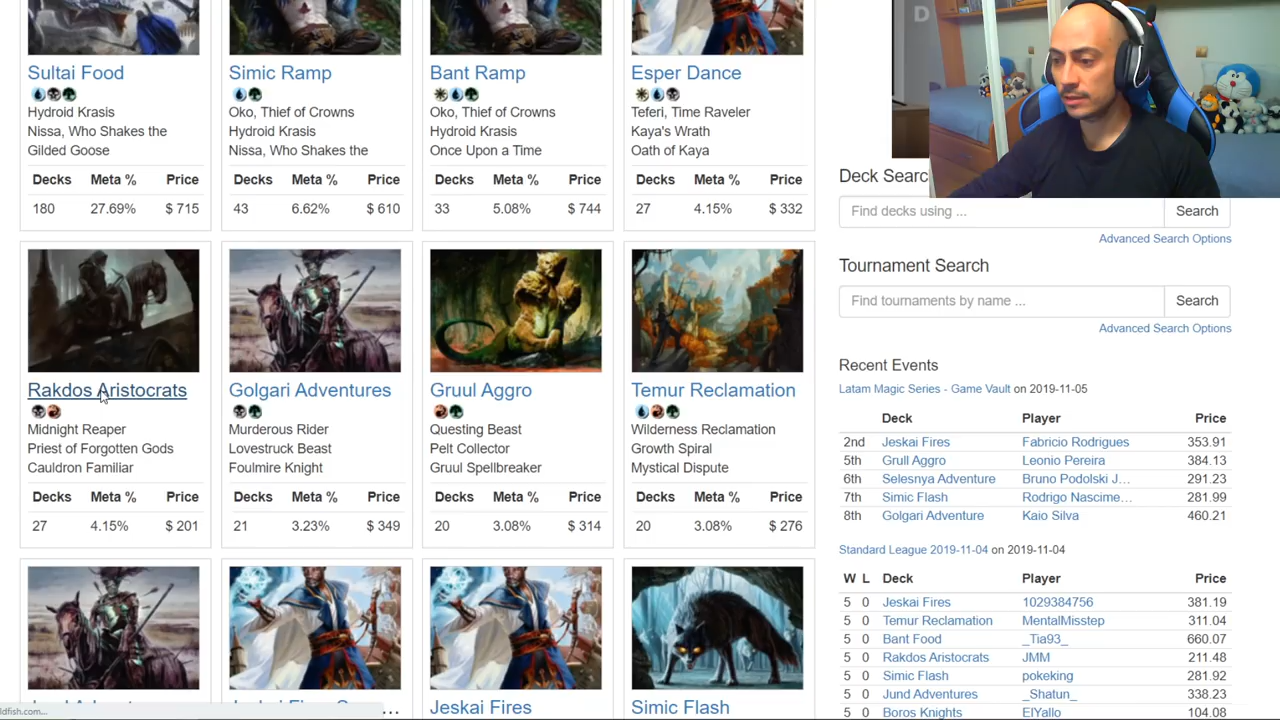 D
Sultai Food
Hydroid Krasis
Nissa, Who Shakes the
Gilded Goose
Decks Meta % Price
180 27.69% $ 715
Simic Ramp
Oko, Thief of Crowns
Hydroid Krasis
Nissa, Who Shakes the
Decks Meta % Price
43 6.62% $ 610
Bant Ramp
Oko, Thief of Crowns
Hydroid Krasis
Once Upon a Time
Decks Meta % Price
33 5.08% $ 744
Esper Dance
Teferi, Time Raveler
Kaya's Wrath
Oath of Kaya
Decks Meta % Price
27 4.15% $ 332
Rakdos Aristocrats
Midnight Reaper
Priest of Forgotten Gods
Cauldron Familiar
Decks Meta % Price
27 4.15% $ 201
Golgari Adventures
Murderous Rider
Lovestruck Beast
Foulmire Knight
Decks Meta % Price
21 3.23% $ 349
Gruul Aggro
Questing Beast
Pelt Collector
Gruul Spellbreaker
Decks Meta % Price
20 3.08% $ 314
Temur Reclamation
Wilderness Reclamation
Growth Spiral
Mystical Dispute
Decks Meta % Price
20 3.08% $ 276
Jeskai Fires
Simic Flash
Deck Searc
Find decks using ... Search
Advanced Search Options
Tournament Search
Find tournaments by name ... Search
Advanced Search Options
Recent Events
Latam Magic Series - Game Vault on 2019-11-05
Deck Player Price
2nd Jeskai Fires Fabricio Rodrigues 353.91
5th Grull Aggro Leonio Pereira 384.13
6th Selesnya Adventure Bruno Podolski J... 291.23
7th Simic Flash Rodrigo Nascime... 281.99
8th Golgari Adventure Kaio Silva 460.21
Standard League 2019-11-04 on 2019-11-04
W L Deck Player Price
5 0 Jeskai Fires 1029384756 381.19
5 0 Temur Reclamation MentalMisstep 311.04
5 0 Bant Food _Tia93_ 660.07
5 0 Rakdos Aristocrats JMM 211.48
5 0 Simic Flash pokeking 281.92
5 0 Jund Adventures _Shatun_ 338.23
5 0 Boros Knights ElYallo 104.08
ldfish.com...